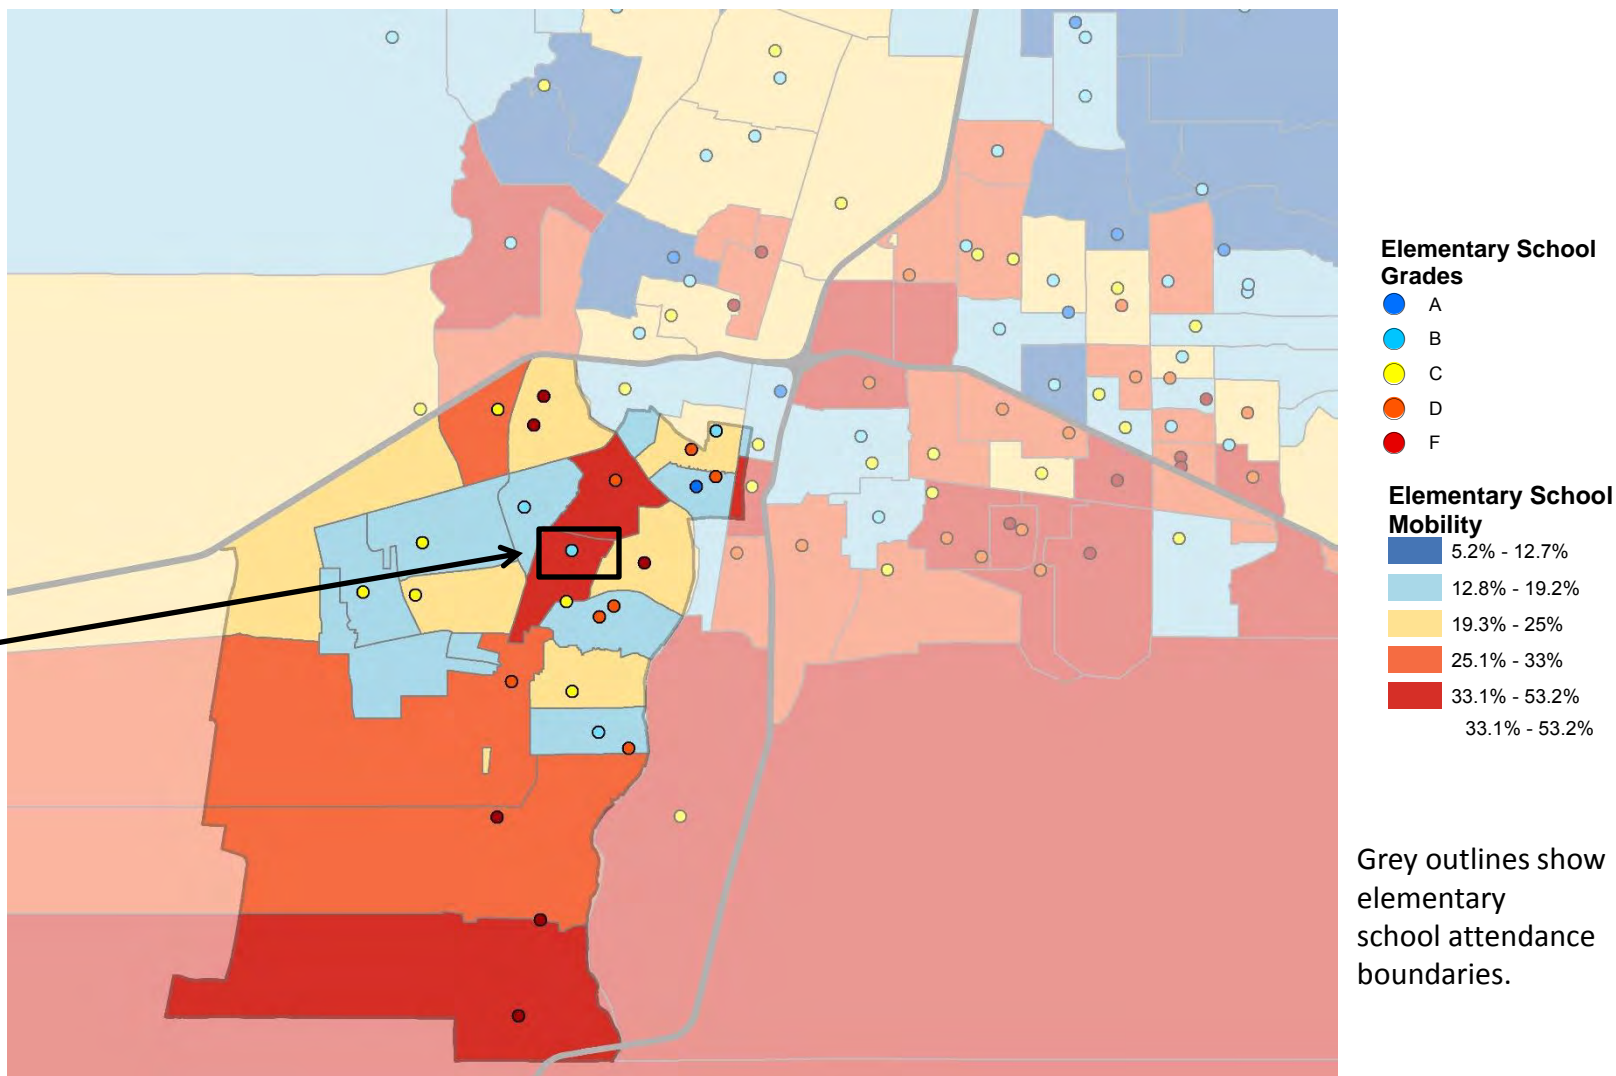 Elementary School
Grades
A
B
C
D
F
Elementary School
Mobility
5.2% - 12.7%
12.8% - 19.2%
19.3% - 25%
25.1% - 33%
33.1% - 53.2%
33.1% - 53.2%
Grey outlines show
elementary
school attendance
boundaries.